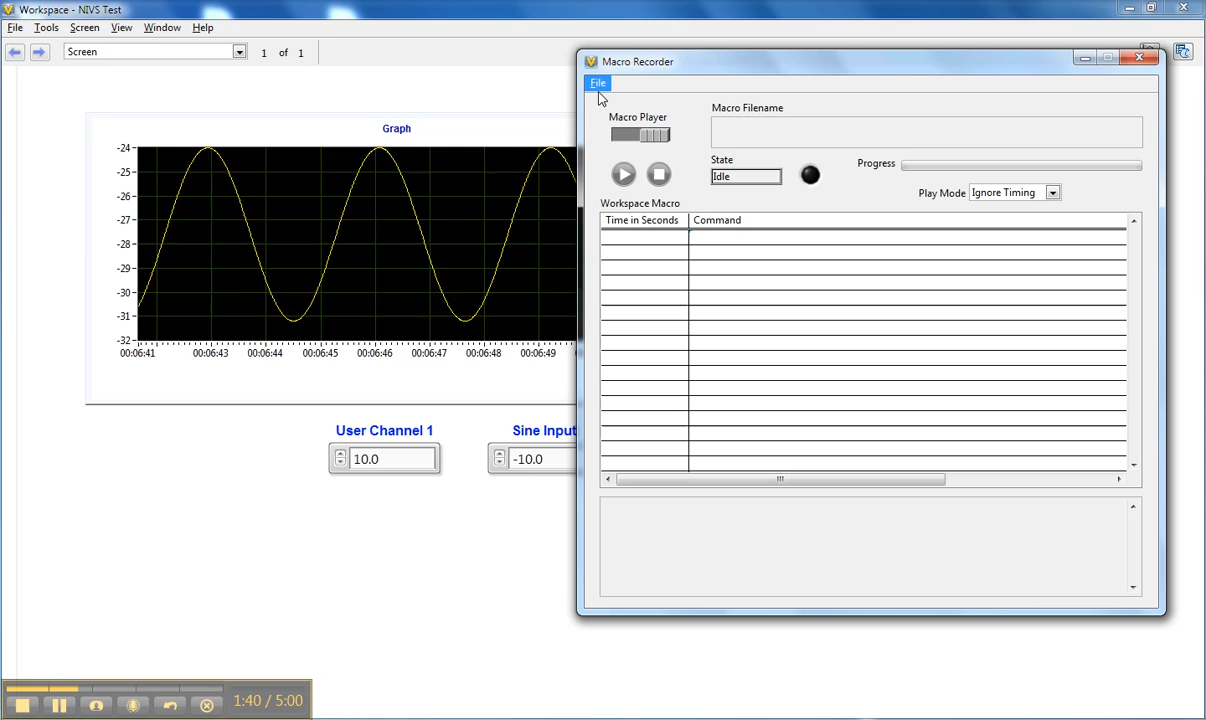 Workspace - NIVS Test
File Tools Screen View Window Help
Screen 1 of 1
Graph
-24
-25
-26
-27
-28
-29
-30
-31
-32
00:06:41 00:06:43 00:06:44 00:06:45 00:06:46 00:06:47 00:06:48 00:06:49
User Channel 1 Sine Input
10.0 -10.0
Macro Recorder
File
Macro Player
Macro Filename
State
Idle
Progress
Play Mode Ignore Timing
Workspace Macro
Time in Seconds Command
1:40 / 5:00